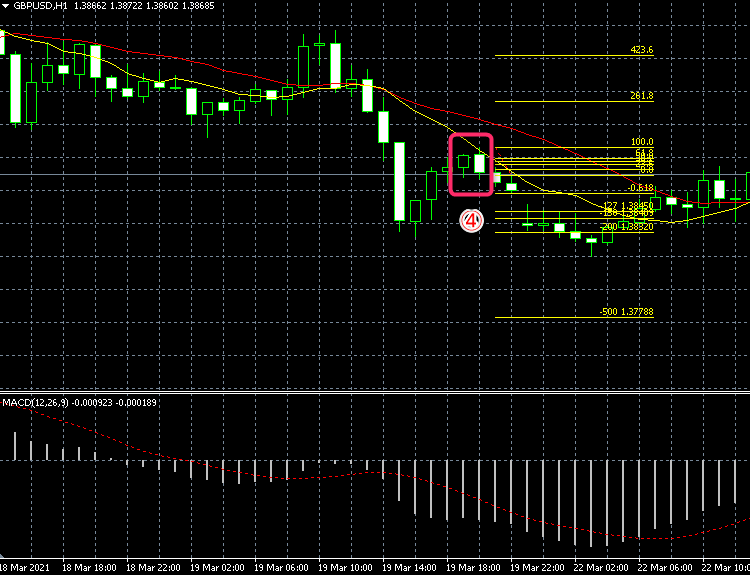 GBPUSD,H1 1.38662 1.38722 1.38602 1.38685
423.6
261.8
100.0
-0.618
-127 1.38450
-200 1.38320
-500 1.37788
④
MACD(12,26,9) -0.000923 -0.000189
18 Mar 2021
18 Mar 18:00
18 Mar 22:00
19 Mar 02:00
19 Mar 06:00
19 Mar 10:00
19 Mar 14:00
19 Mar 18:00
19 Mar 22:00
22 Mar 02:00
22 Mar 06:00
22 Mar 10:0